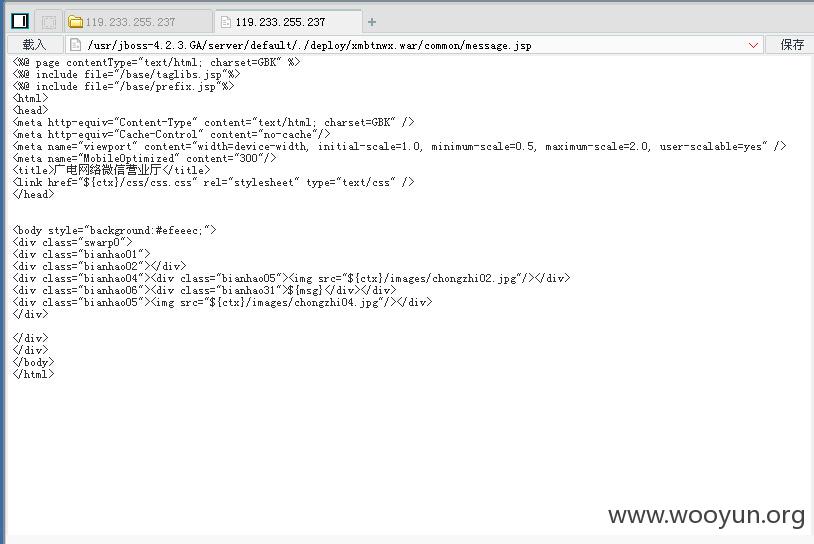 119.233.255.237
119.233.255.237
+
载入
/usr/jboss-4.2.3.GA/server/default/./deploy/xmbtnwx.war/common/message.jsp
保存
<%@ page contentType="text/html; charset=GBK" %>
<%@ include file="/base/taglibs.jsp"%>
<%@ include file="/base/prefix.jsp"%>
<html>
<head>
<meta http-equiv="Content-Type" content="text/html; charset=GBK" />
<meta http-equiv="Cache-Control" content="no-cache"/>
<meta name="viewport" content="width=device-width, initial-scale=1.0, minimum-scale=0.5, maximum-scale=2.0, user-scalable=yes" />
<meta name="MobileOptimized" content="300"/>
<title>广电网络微信营业厅</title>
<link href="${ctx}/css/css.css" rel="stylesheet" type="text/css" />
</head>
<body style="background:#efeeec;">
<div class="swarp0">
<div class="bianhao01">
<div class="bianhao02"></div>
<div class="bianhao04"><div class="bianhao05"><img src="${ctx}/images/chongzhi02.jpg"/></div>
<div class="bianhao06"><div class="bianhao31">${msg}</div></div>
<div class="bianhao05"><img src="${ctx}/images/chongzhi04.jpg"/></div>
</div>
</div>
</div>
</body>
</html>
www.wooyun.org